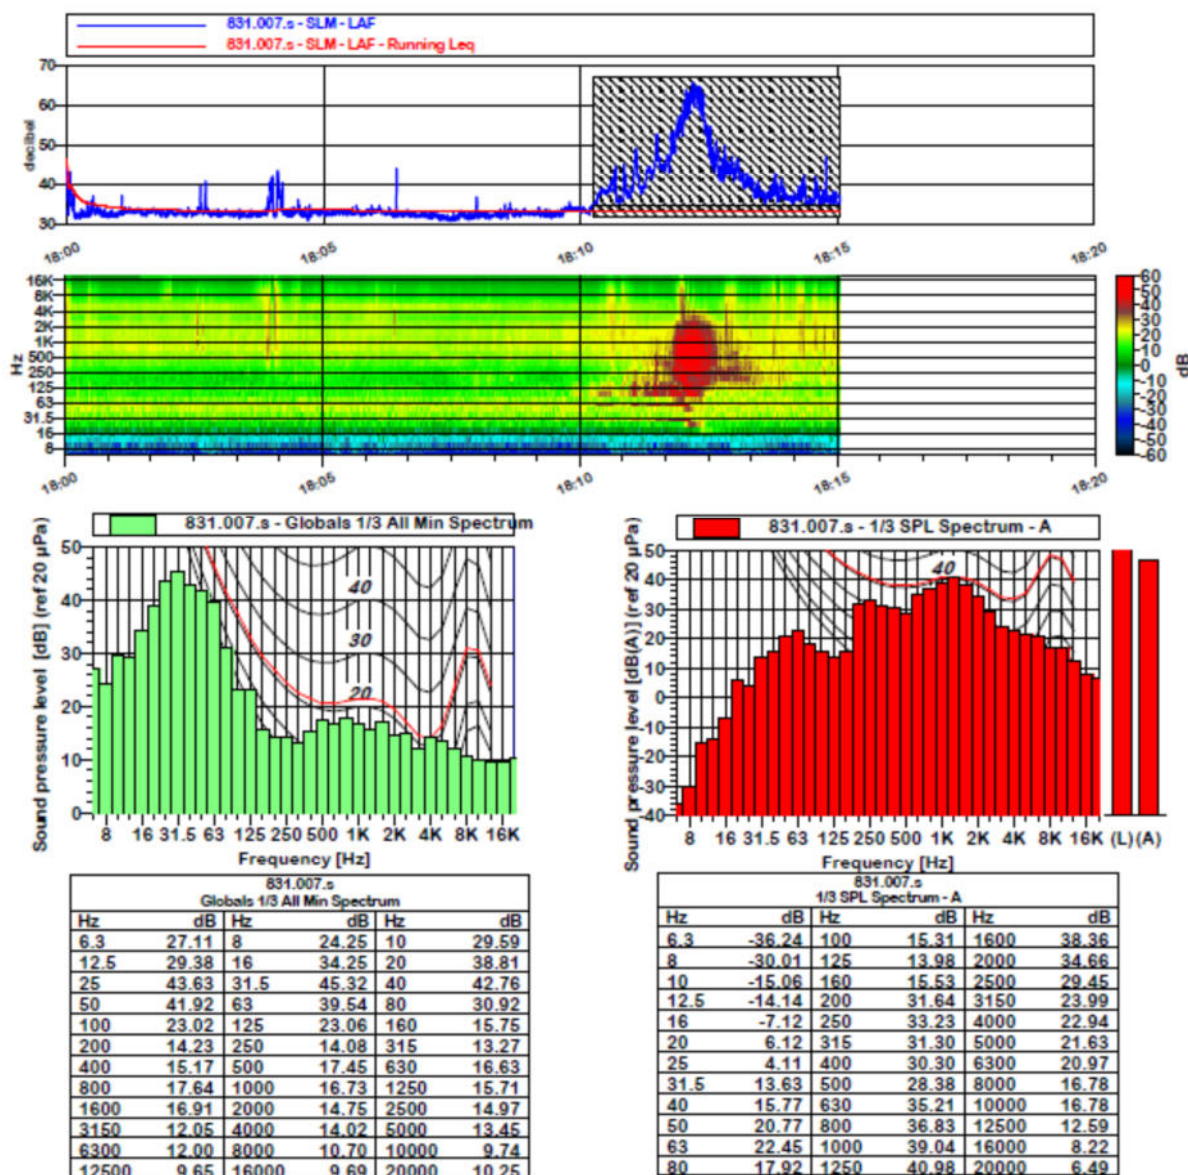 831.007.s - SLM - LAF
831.007.s - SLM - LAF - Running Leq
70
60
50
40
30
decibel
18:00 18:05 18:10 18:15 18:20
16K
8K
4K
2K
1K
500
250
125
63
31.5
16
8
Hz
60
50
40
30
20
10
0
-10
-20
-30
-40
-50
-60
dB
18:00 18:05 18:10 18:15 18:20
831.007.s - Globals 1/3 All Min Spectrum
Sound pressure level [dB] (ref 20 µPa)
50
40
30
20
10
0
40
30
20
8 16 31.5 63 125 250 500 1K 2K 4K 8K 16K
Frequency [Hz]
831.007.s - 1/3 SPL Spectrum - A
Sound pressure level [dB(A)] (ref 20 µPa)
50
40
30
20
10
0
-10
-20
-30
-40
40
8 16 31.5 63 125 250 500 1K 2K 4K 8K 16K (L) (A)
Frequency [Hz]
831.007.s
Globals 1/3 All Min Spectrum
Hz dB Hz dB Hz dB
6.3 27.11 8 24.25 10 29.59
12.5 29.38 16 34.25 20 38.81
25 43.63 31.5 45.32 40 42.76
50 41.92 63 39.54 80 30.92
100 23.02 125 23.06 160 15.75
200 14.23 250 14.08 315 13.27
400 15.17 500 17.45 630 16.63
800 17.64 1000 16.73 1250 15.71
1600 16.91 2000 14.75 2500 14.97
3150 12.05 4000 14.02 5000 13.45
6300 12.00 8000 10.70 10000 9.74
12500 9.65 16000 9.69 20000 10.25
831.007.s
1/3 SPL Spectrum - A
Hz dB Hz dB Hz dB
6.3 -36.24 100 15.31 1600 38.36
8 -30.01 125 13.98 2000 34.66
10 -15.06 160 15.53 2500 29.45
12.5 -14.14 200 31.64 3150 23.99
16 -7.12 250 33.23 4000 22.94
20 6.12 315 31.30 5000 21.63
25 4.11 400 30.30 6300 20.97
31.5 13.63 500 28.38 8000 16.78
40 15.77 630 35.21 10000 16.78
50 20.77 800 36.83 12500 12.59
63 22.45 1000 39.04 16000 8.22
80 17.92 1250 40.98 20000 6.49